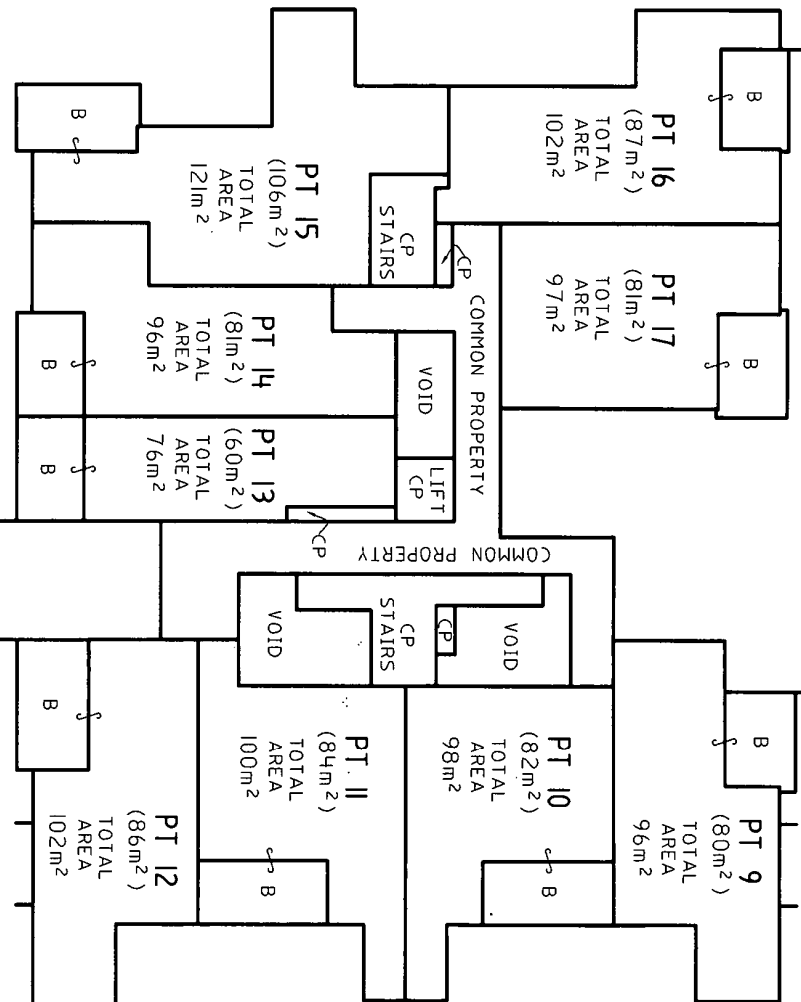 B
PT 16
(87m²)
TOTAL
AREA
102m²
B
PT 15
(106m²)
TOTAL
AREA
121m²
CP
STAIRS
CP
PT 17
(81m²)
TOTAL
AREA
97m²
B
COMMON PROPERTY
PT 14
(81m²)
TOTAL
AREA
96m²
B
VOID
PT 13
(60m²)
TOTAL
AREA
76m²
B
LIFT
CP
CP
COMMON PROPERTY
VOID
CP
STAIRS
CP
VOID
B
PT 9
(80m²)
TOTAL
AREA
96m²
PT 10
(82m²)
TOTAL
AREA
98m²
B
PT. 11
(84m²)
TOTAL
AREA
100m²
B
B
PT 12
(86m²)
TOTAL
AREA
102m²